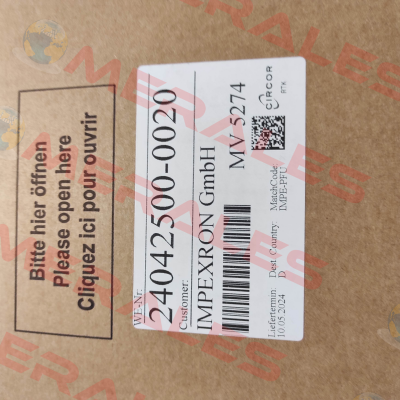 Bitte hier öffnen
Please open here
Cliquez ici pour ouvrir
WE-Nr.
24042500-0020
Customer:
IMPEXRON GmbH
MV 5274
CIRCOR
Liefertermin:
10.05.2024
Dest. Country:
D
MatchCode
IMPE-PFU
MERALES